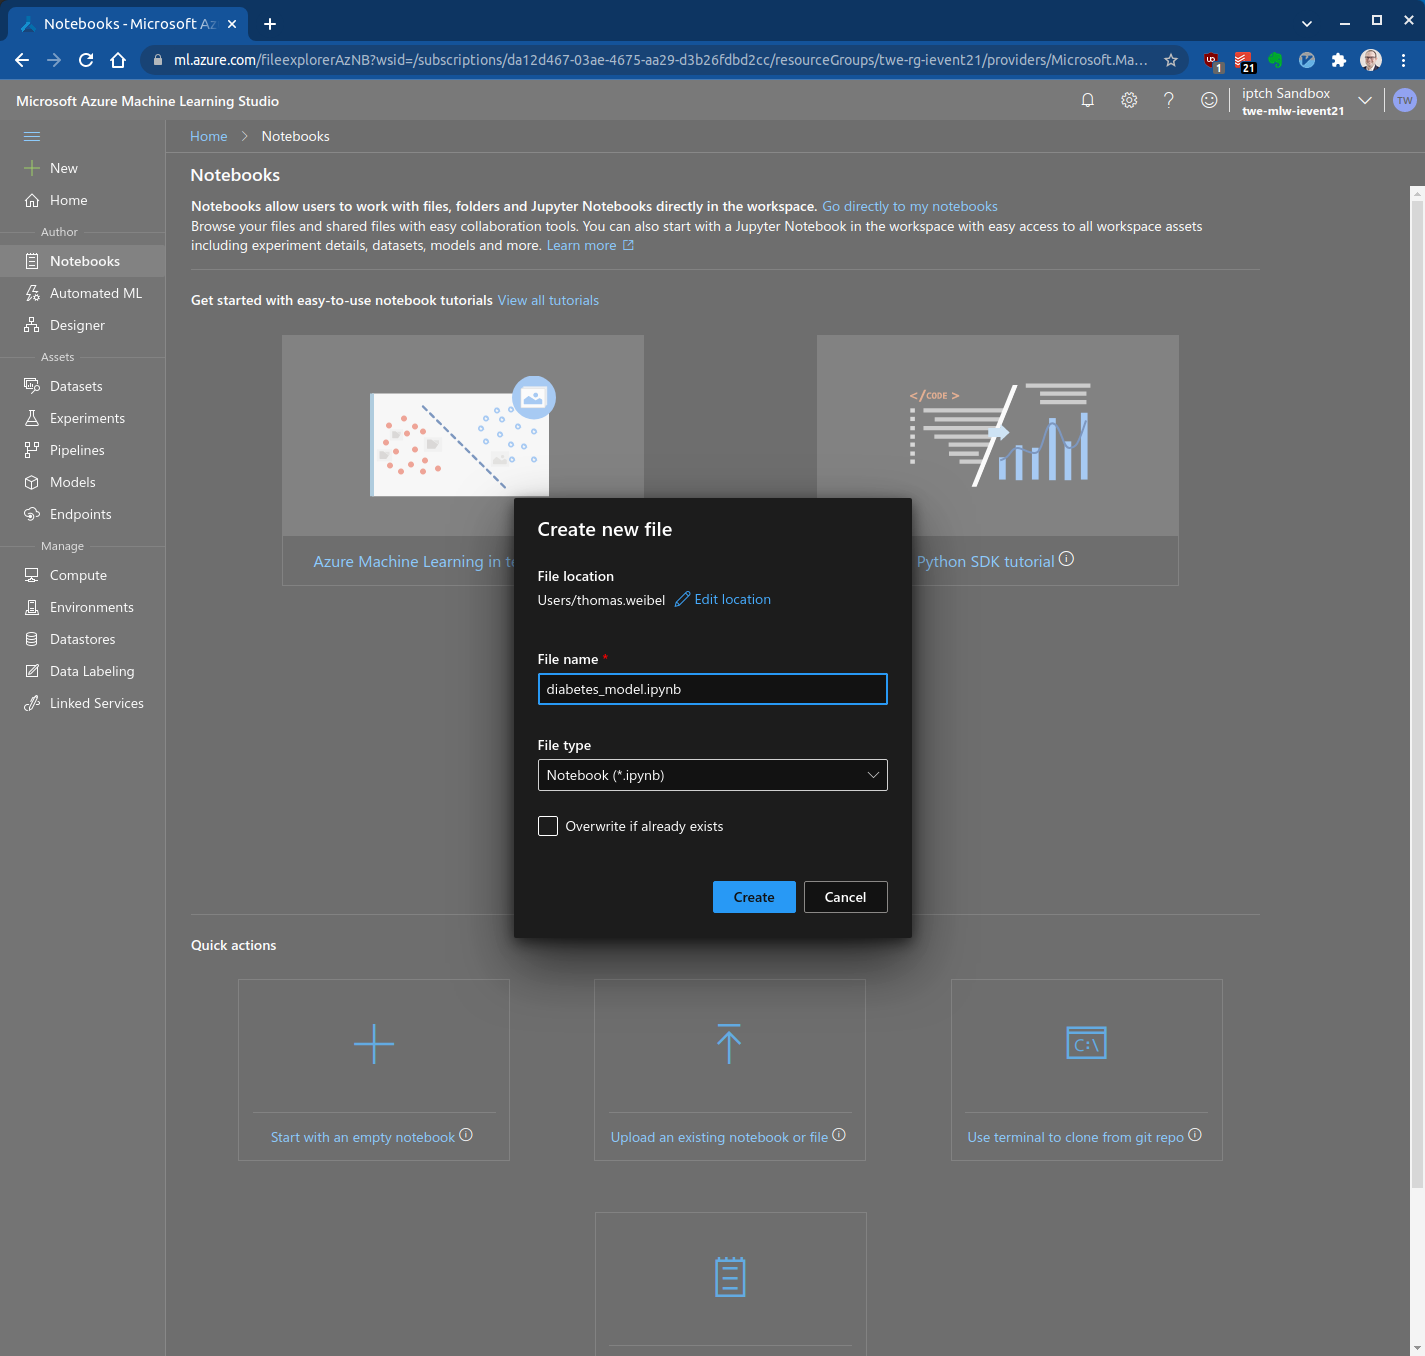 Notebooks - Microsoft Az
ml.azure.com/fileexplorerAzNB?wsid=/subscriptions/da12d467-03ae-4675-aa29-d3b26fdbd2cc/resourceGroups/twe-rg-ievent21/providers/Microsoft.Ma...
1
21
Microsoft Azure Machine Learning Studio
iptch Sandbox
twe-mlw-ievent21
TW
Home > Notebooks
New
Home
Author
Notebooks
Automated ML
Designer
Assets
Datasets
Experiments
Pipelines
Models
Endpoints
Manage
Compute
Environments
Datastores
Data Labeling
Linked Services
Notebooks
Notebooks allow users to work with files, folders and Jupyter Notebooks directly in the workspace. Go directly to my notebooks
Browse your files and shared files with easy collaboration tools. You can also start with a Jupyter Notebook in the workspace with easy access to all workspace assets
including experiment details, datasets, models and more. Learn more
Get started with easy-to-use notebook tutorials View all tutorials
</CODE >
Azure Machine Learning in te
Python SDK tutorial
Create new file
File location
Users/thomas.weibel Edit location
File name *
diabetes_model.ipynb
File type
Notebook (*.ipynb)
Overwrite if already exists
Create Cancel
Quick actions
C:\
Start with an empty notebook
Upload an existing notebook or file
Use terminal to clone from git repo